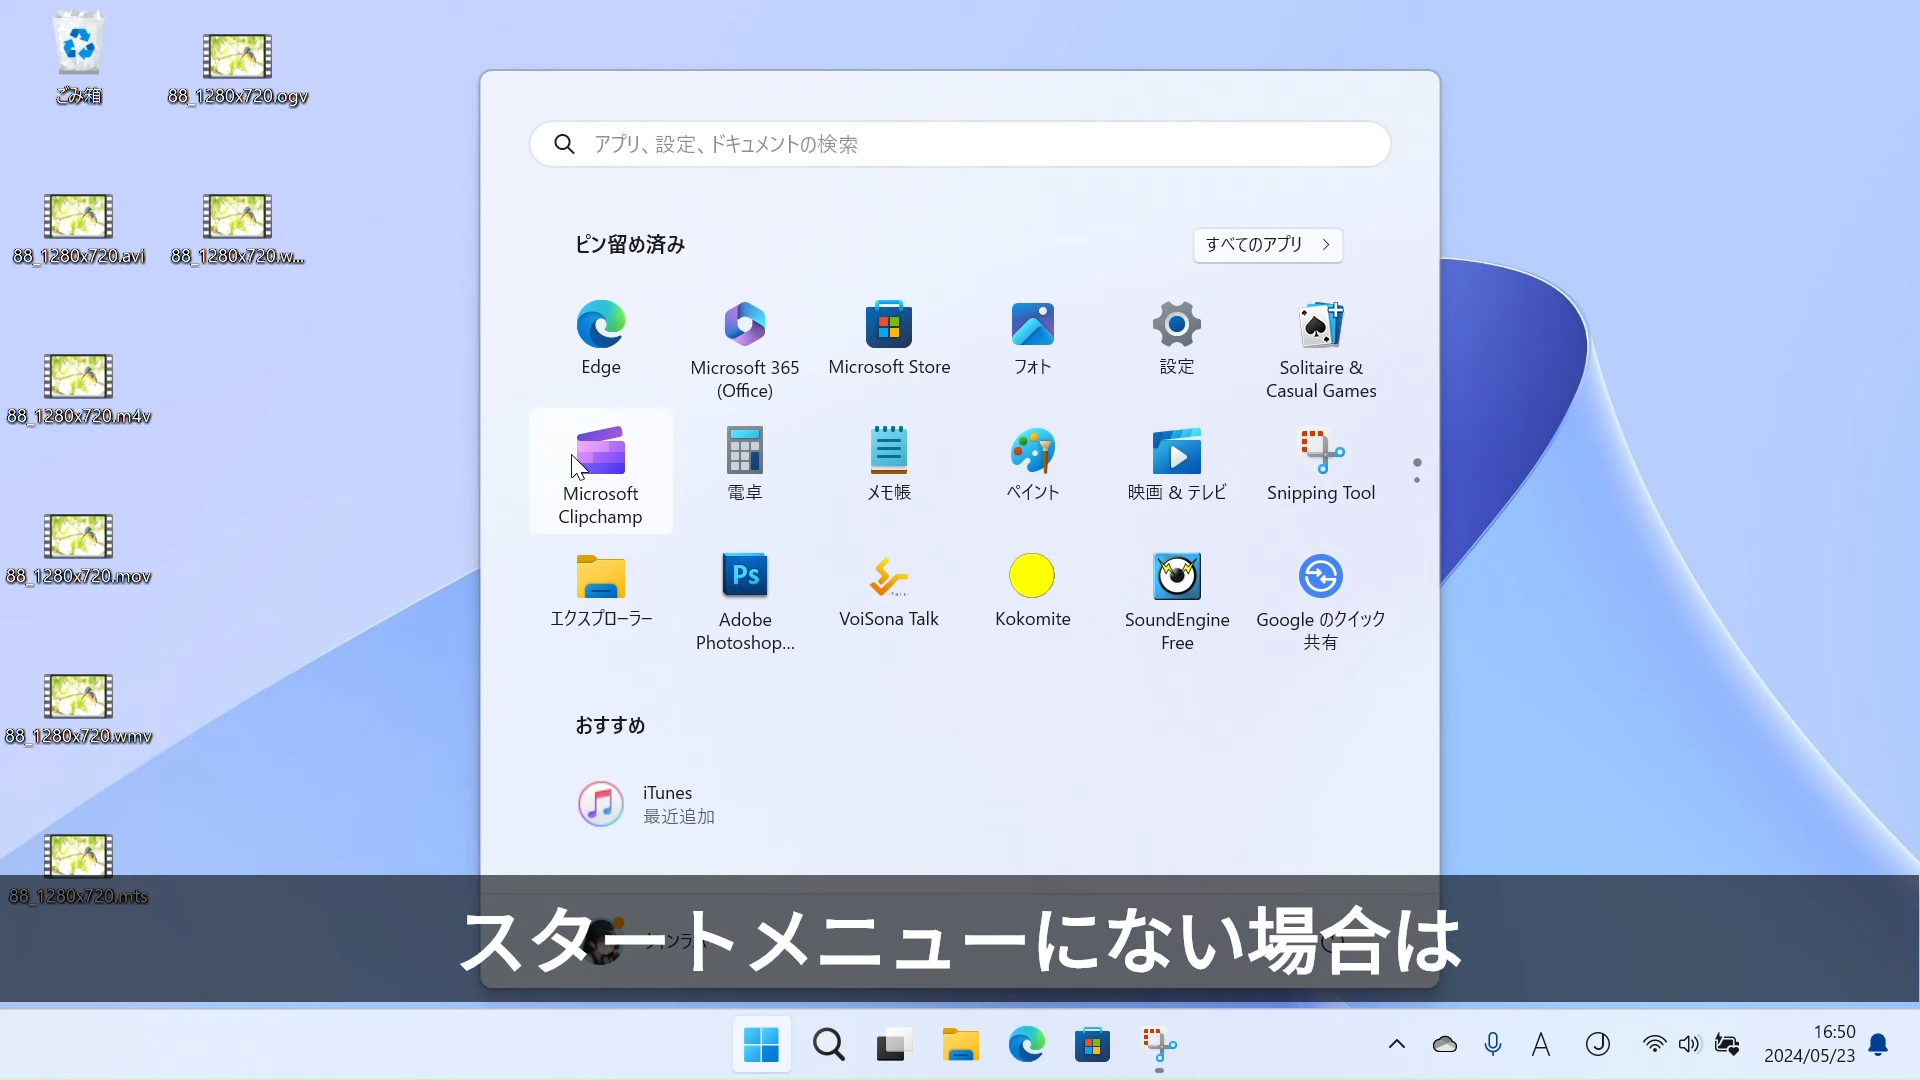 ごみ箱
88_1280x720.ogv
88_1280x720.avi
88_1280x720.w...
88_1280x720.m4v
88_1280x720.mov
88_1280x720.wmv
88_1280x720.mts
アプリ、設定、ドキュメントの検索
ピン留め済み
すべてのアプリ
Edge
Microsoft 365
(Office)
Microsoft Store
フォト
設定
Solitaire &
Casual Games
Microsoft
Clipchamp
電卓
メモ帳
ペイント
映画 & テレビ
Snipping Tool
エクスプローラー
Ps
Adobe
Photoshop...
VoiSona Talk
Kokomite
SoundEngine
Free
Google のクイック
共有
おすすめ
iTunes
最近追加
スタートメニューにない場合は
A
J
16:50
2024/05/23